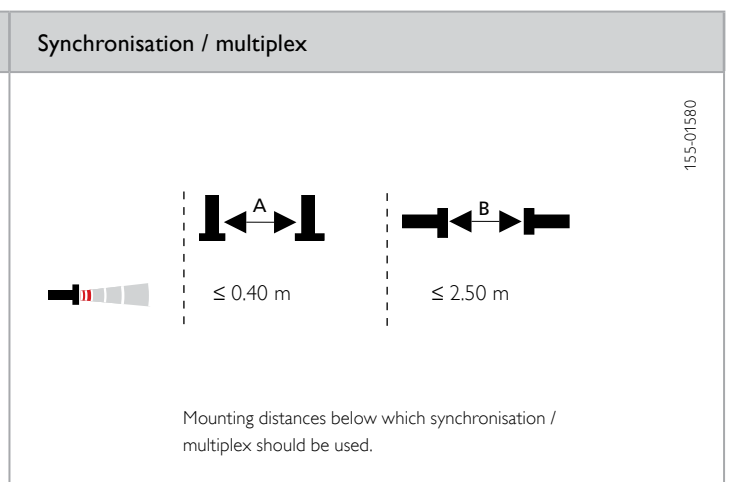 Synchronisation / multiplex
155-01580
A
B
≤ 0.40 m
≤ 2.50 m
Mounting distances below which synchronisation /
multiplex should be used.